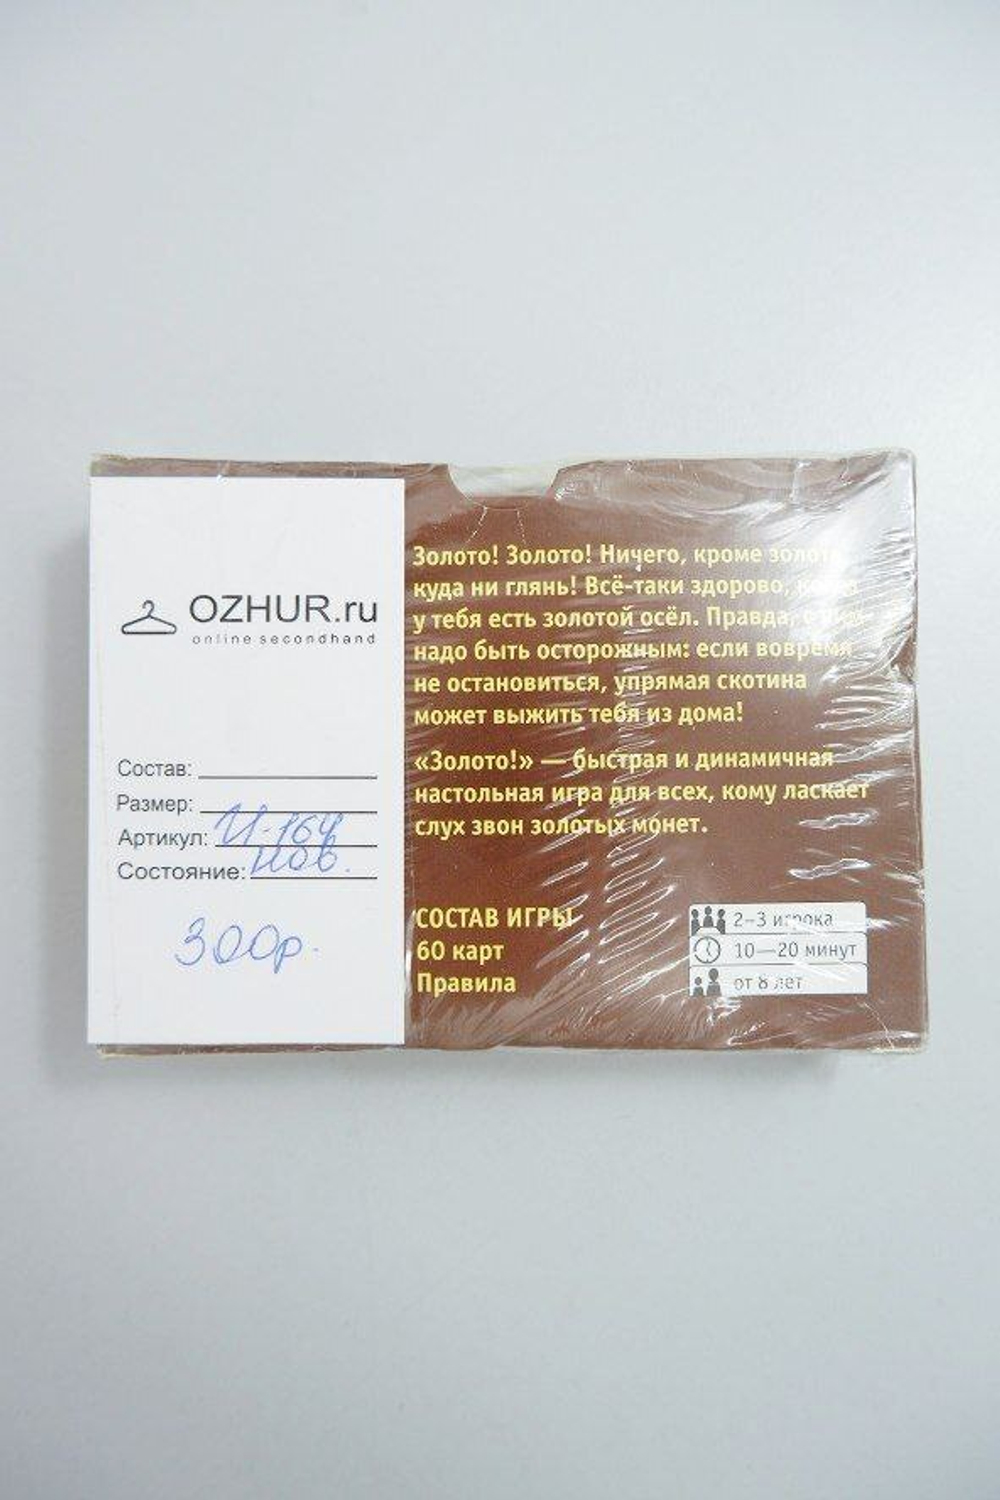 OZHUR.ru
online secondhand
Состав:
Размер:
Артикул: И-164
Состояние: нов.
300р.
Золото! Золото! Ничего, кроме золота
куда ни глянь! Всё-таки здорово, когда
у тебя есть золотой осёл. Правда, с ним
надо быть осторожным: если вовремя
не остановиться, упрямая скотина
может выжить тебя из дома!
«Золото!» — быстрая и динамичная
настольная игра для всех, кому ласкает
слух звон золотых монет.
СОСТАВ ИГРЫ
60 карт
Правила
2–3 игрока
10—20 минут
от 8 лет